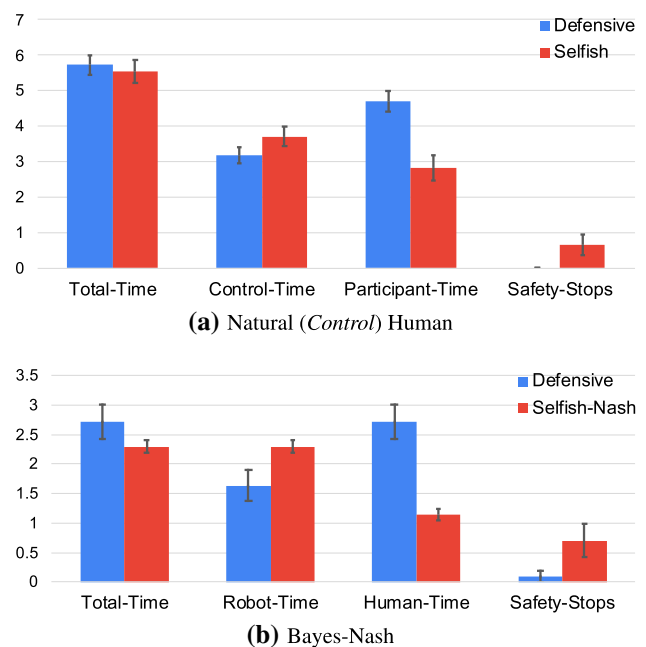 7
Defensive
6
Selfish
5
4
3
2
1
0
Total-Time Control-Time Participant-Time Safety-Stops
(a) Natural (Control) Human
3.5
Defensive
3
Selfish-Nash
2.5
2
1.5
1
0.5
0
Total-Time Robot-Time Human-Time Safety-Stops
(b) Bayes-Nash